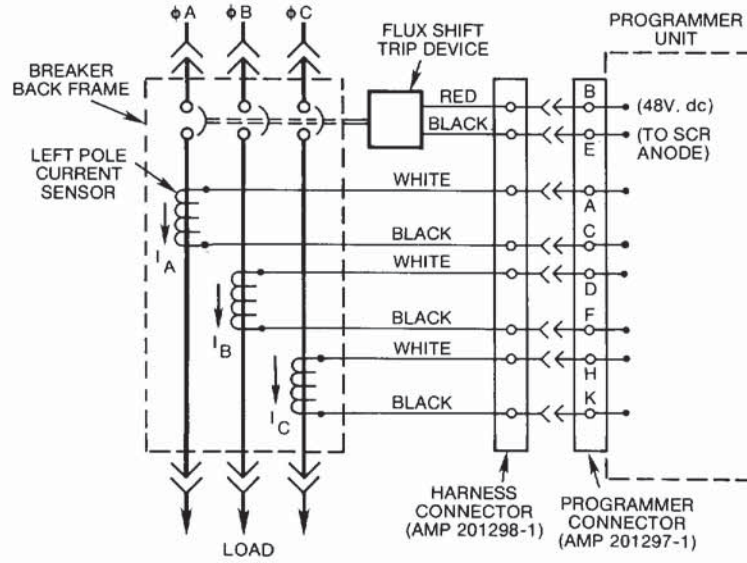 ϕA
ϕB
ϕC
FLUX SHIFT
TRIP DEVICE
PROGRAMMER
UNIT
BREAKER
BACK FRAME
RED
B
(48V. dc)
BLACK
E
(TO SCR
ANODE)
LEFT POLE
CURRENT
SENSOR
WHITE
A
I A
BLACK
C
WHITE
D
I B
BLACK
F
WHITE
H
I C
BLACK
K
HARNESS
CONNECTOR
(AMP 201298-1)
PROGRAMMER
CONNECTOR
(AMP 201297-1)
LOAD